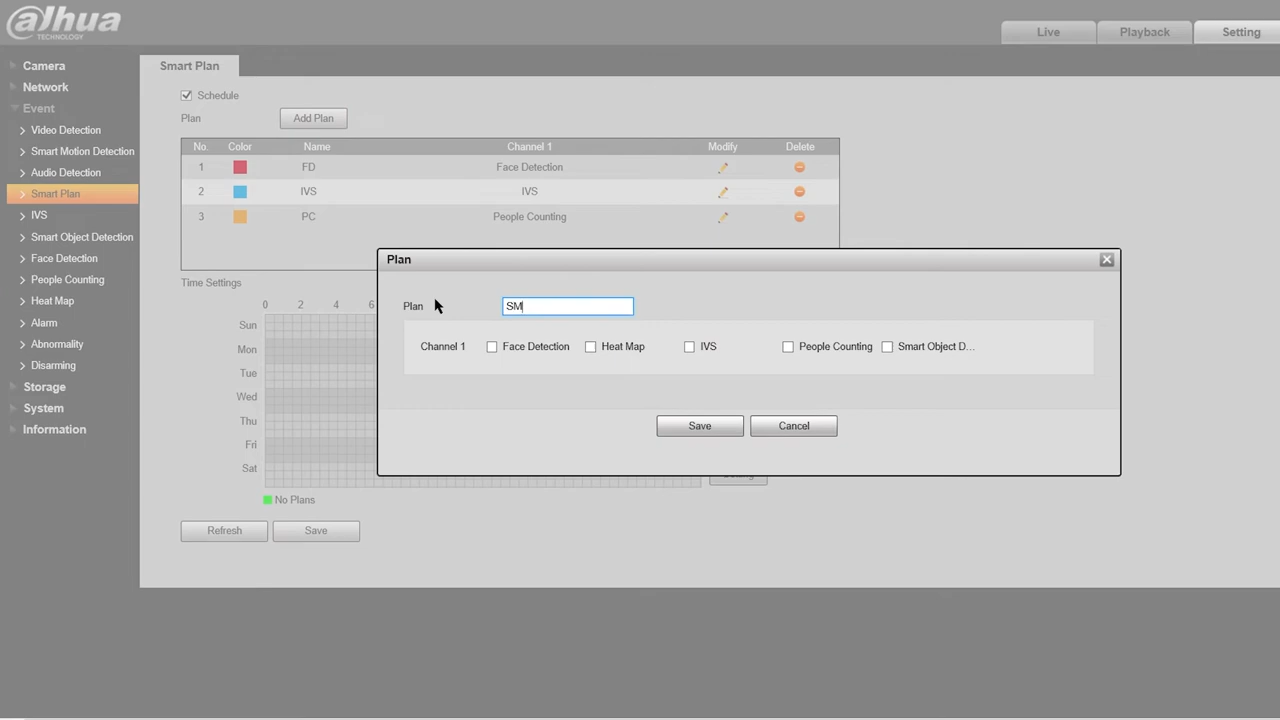 alhua
TECHNOLOGY
Live
Playback
Setting
Camera
Network
Event
Video Detection
Smart Motion Detection
Audio Detection
Smart Plan
IVS
Smart Object Detection
Face Detection
People Counting
Heat Map
Alarm
Abnormality
Disarming
Storage
System
Information
Smart Plan
Schedule
Plan Add Plan
No. Color Name Channel 1 Modify Delete
1 FD Face Detection
2 IVS IVS
3 PC People Counting
Time Settings
0 2 4 6
Sun
Mon
Tue
Wed
Thu
Fri
Sat
No Plans
Refresh Save
Plan
Plan SM
Channel 1 Face Detection Heat Map IVS People Counting Smart Object D...
Save Cancel